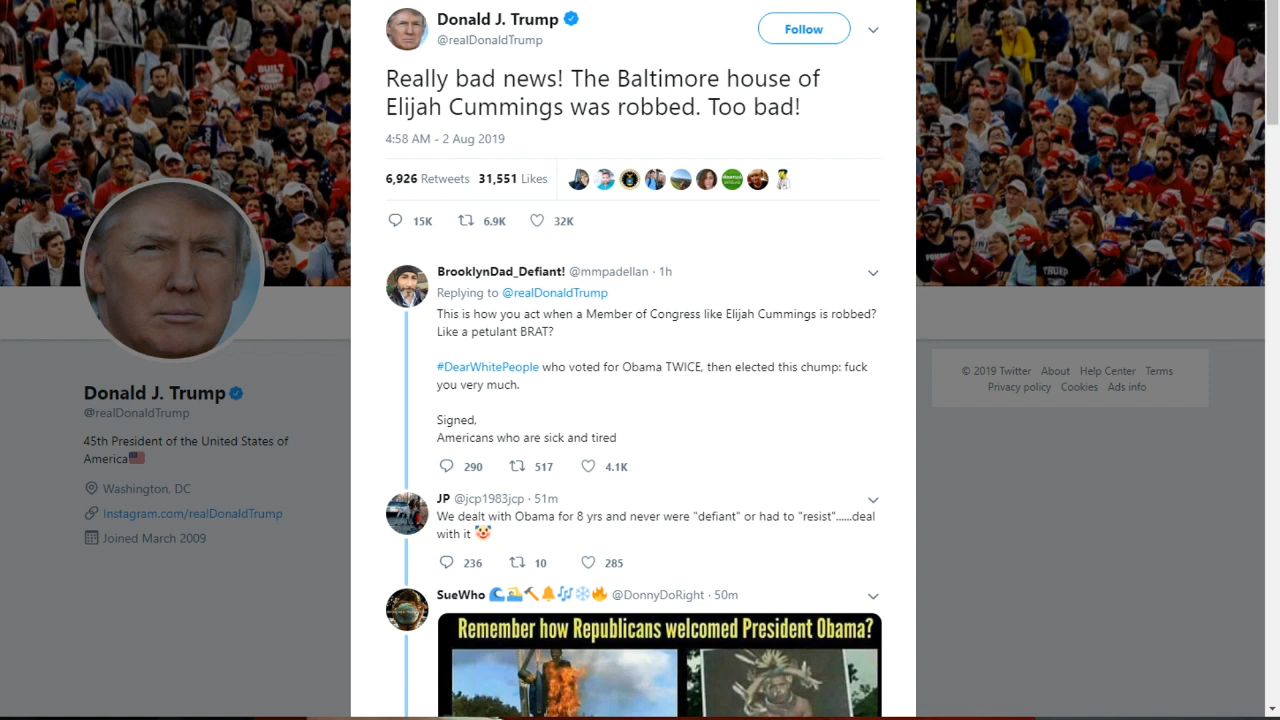 Donald J. Trump
@realDonaldTrump
Follow
Really bad news! The Baltimore house of
Elijah Cummings was robbed. Too bad!
4:58 AM - 2 Aug 2019
6,926 Retweets 31,551 Likes
15K 6.9K 32K
BrooklynDad_Defiant! @mmpadellan · 1h
Replying to @realDonaldTrump
This is how you act when a Member of Congress like Elijah Cummings is robbed?
Like a petulant BRAT?
#DearWhitePeople who voted for Obama TWICE, then elected this chump: fuck
you very much.
Signed,
Americans who are sick and tired
290 517 4.1K
JP @jcp1983jcp · 51m
We dealt with Obama for 8 yrs and never were "defiant" or had to "resist"......deal
with it 🤡
236 10 285
SueWho 🌊🌅🔨🔔🎶❄️🔥 @DonnyDoRight · 50m
Remember how Republicans welcomed President Obama?
Donald J. Trump
@realDonaldTrump
45th President of the United States of
America🇺🇸
Washington, DC
Instagram.com/realDonaldTrump
Joined March 2009
© 2019 Twitter About Help Center Terms
Privacy policy Cookies Ads info
BUILT
TRUMP